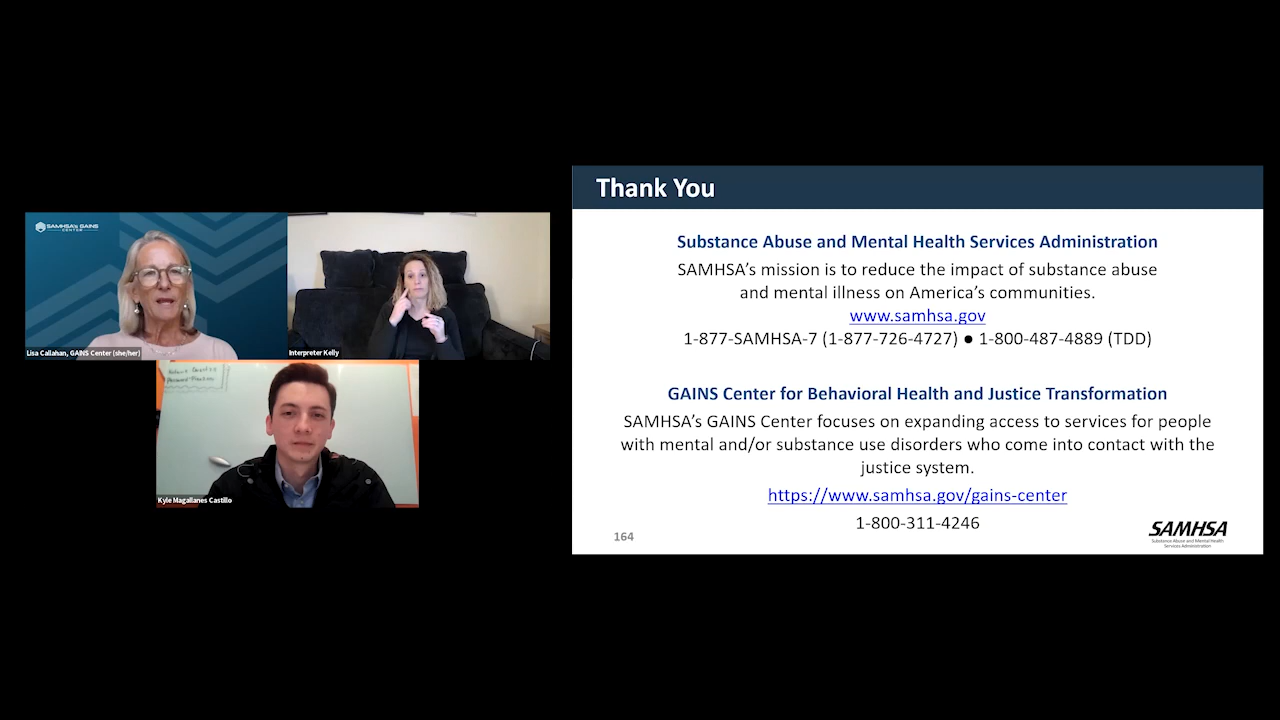 SAMHSA's GAINS
CENTER
Lisa Callahan, GAINS Center (she/her)
Interpreter Kelly
Kyle Magallanes Castillo
Thank You
Substance Abuse and Mental Health Services Administration
SAMHSA's mission is to reduce the impact of substance abuse
and mental illness on America's communities.
www.samhsa.gov
1-877-SAMHSA-7 (1-877-726-4727) ● 1-800-487-4889 (TDD)
GAINS Center for Behavioral Health and Justice Transformation
SAMHSA's GAINS Center focuses on expanding access to services for people
with mental and/or substance use disorders who come into contact with the
justice system.
https://www.samhsa.gov/gains-center
1-800-311-4246
164
SAMHSA
Substance Abuse and Mental Health
Services Administration